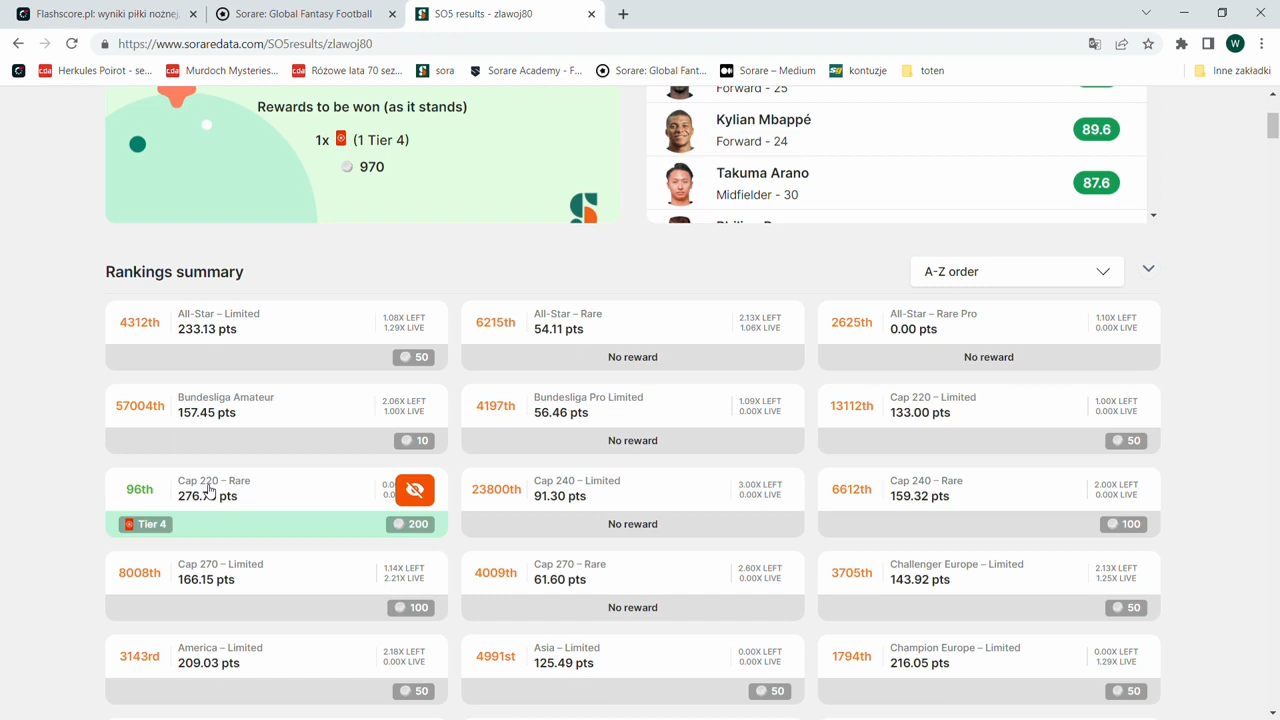 Flashscore.pl: wyniki piłki nożnej
Sorare: Global Fantasy Football
SO5 results - zlawoj80
https://www.soraredata.com/SO5results/zlawoj80
W
Herkules Poirot - se...
Murdoch Mysteries...
Różowe lata 70 sez...
sora
Sorare Academy - F...
Sorare: Global Fant...
Sorare – Medium
kontuzje
toten
Inne zakładki
Rewards to be won (as it stands)
1x (1 Tier 4)
970
Forward - 25
Kylian Mbappé
Forward - 24
89.6
Takuma Arano
Midfielder - 30
87.6
Rankings summary
A-Z order
4312th
All-Star – Limited
233.13 pts
1.08X LEFT
1.29X LIVE
50
6215th
All-Star – Rare
54.11 pts
2.13X LEFT
1.06X LIVE
No reward
2625th
All-Star – Rare Pro
0.00 pts
1.10X LEFT
0.00X LIVE
No reward
57004th
Bundesliga Amateur
157.45 pts
2.06X LEFT
1.00X LIVE
10
4197th
Bundesliga Pro Limited
56.46 pts
1.09X LEFT
0.00X LIVE
No reward
13112th
Cap 220 – Limited
133.00 pts
1.00X LEFT
0.00X LIVE
50
96th
Cap 220 – Rare
pts
Tier 4
200
23800th
Cap 240 – Limited
91.30 pts
3.00X LEFT
0.00X LIVE
No reward
6612th
Cap 240 – Rare
159.32 pts
2.00X LEFT
0.00X LIVE
100
8008th
Cap 270 – Limited
166.15 pts
1.14X LEFT
2.21X LIVE
100
4009th
Cap 270 – Rare
61.60 pts
2.60X LEFT
0.00X LIVE
No reward
3705th
Challenger Europe – Limited
143.92 pts
2.13X LEFT
1.25X LIVE
50
3143rd
America – Limited
209.03 pts
2.18X LEFT
0.00X LIVE
50
4991st
Asia – Limited
125.49 pts
0.00X LEFT
0.00X LIVE
50
1794th
Champion Europe – Limited
216.05 pts
0.00X LEFT
1.29X LIVE
50